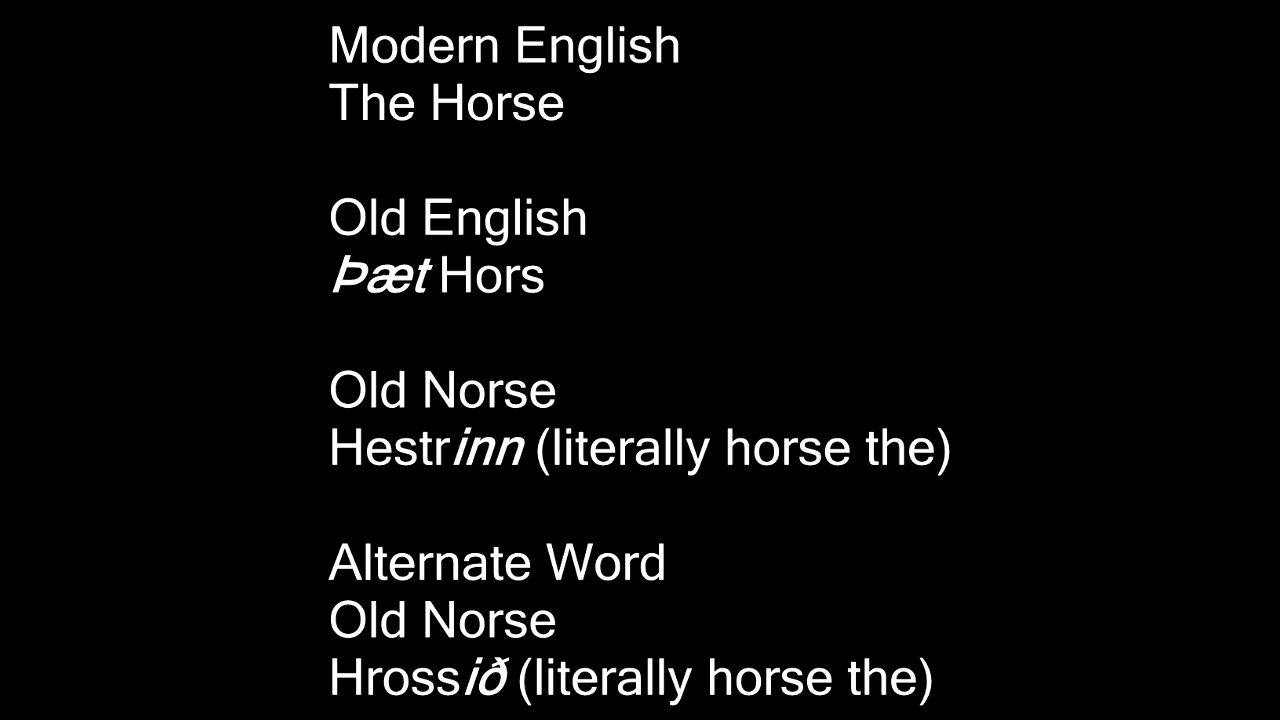 Modern English
The Horse
Old English
Þæt Hors
Old Norse
Hestrinn (literally horse the)
Alternate Word
Old Norse
Hrossið (literally horse the)